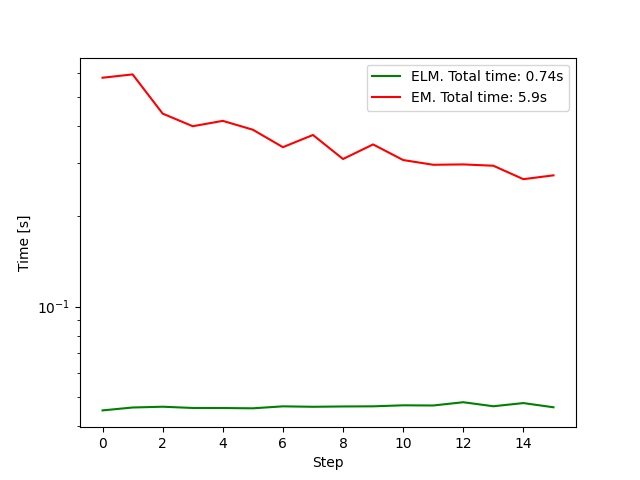 ELM. Total time: 0.74s
EM. Total time: 5.9s
Time [s]
10⁻¹
0 2 4 6 8 10 12 14
Step